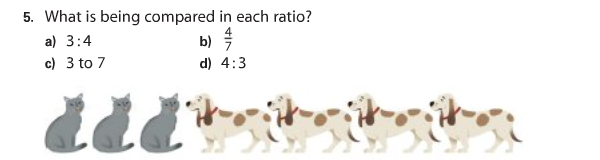 5. What is being compared in each ratio?
a) 3:4 b) 4/7
c) 3 to 7 d) 4:3